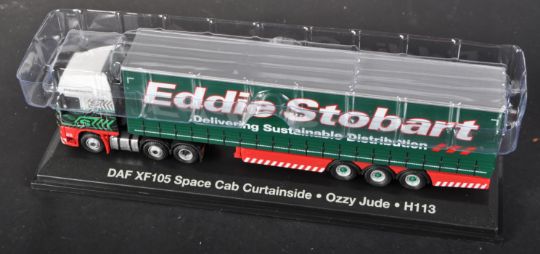 Eddie Stobart
Delivering Sustainable Distribution
DAF XF105 Space Cab Curtainside • Ozzy Jude • H113